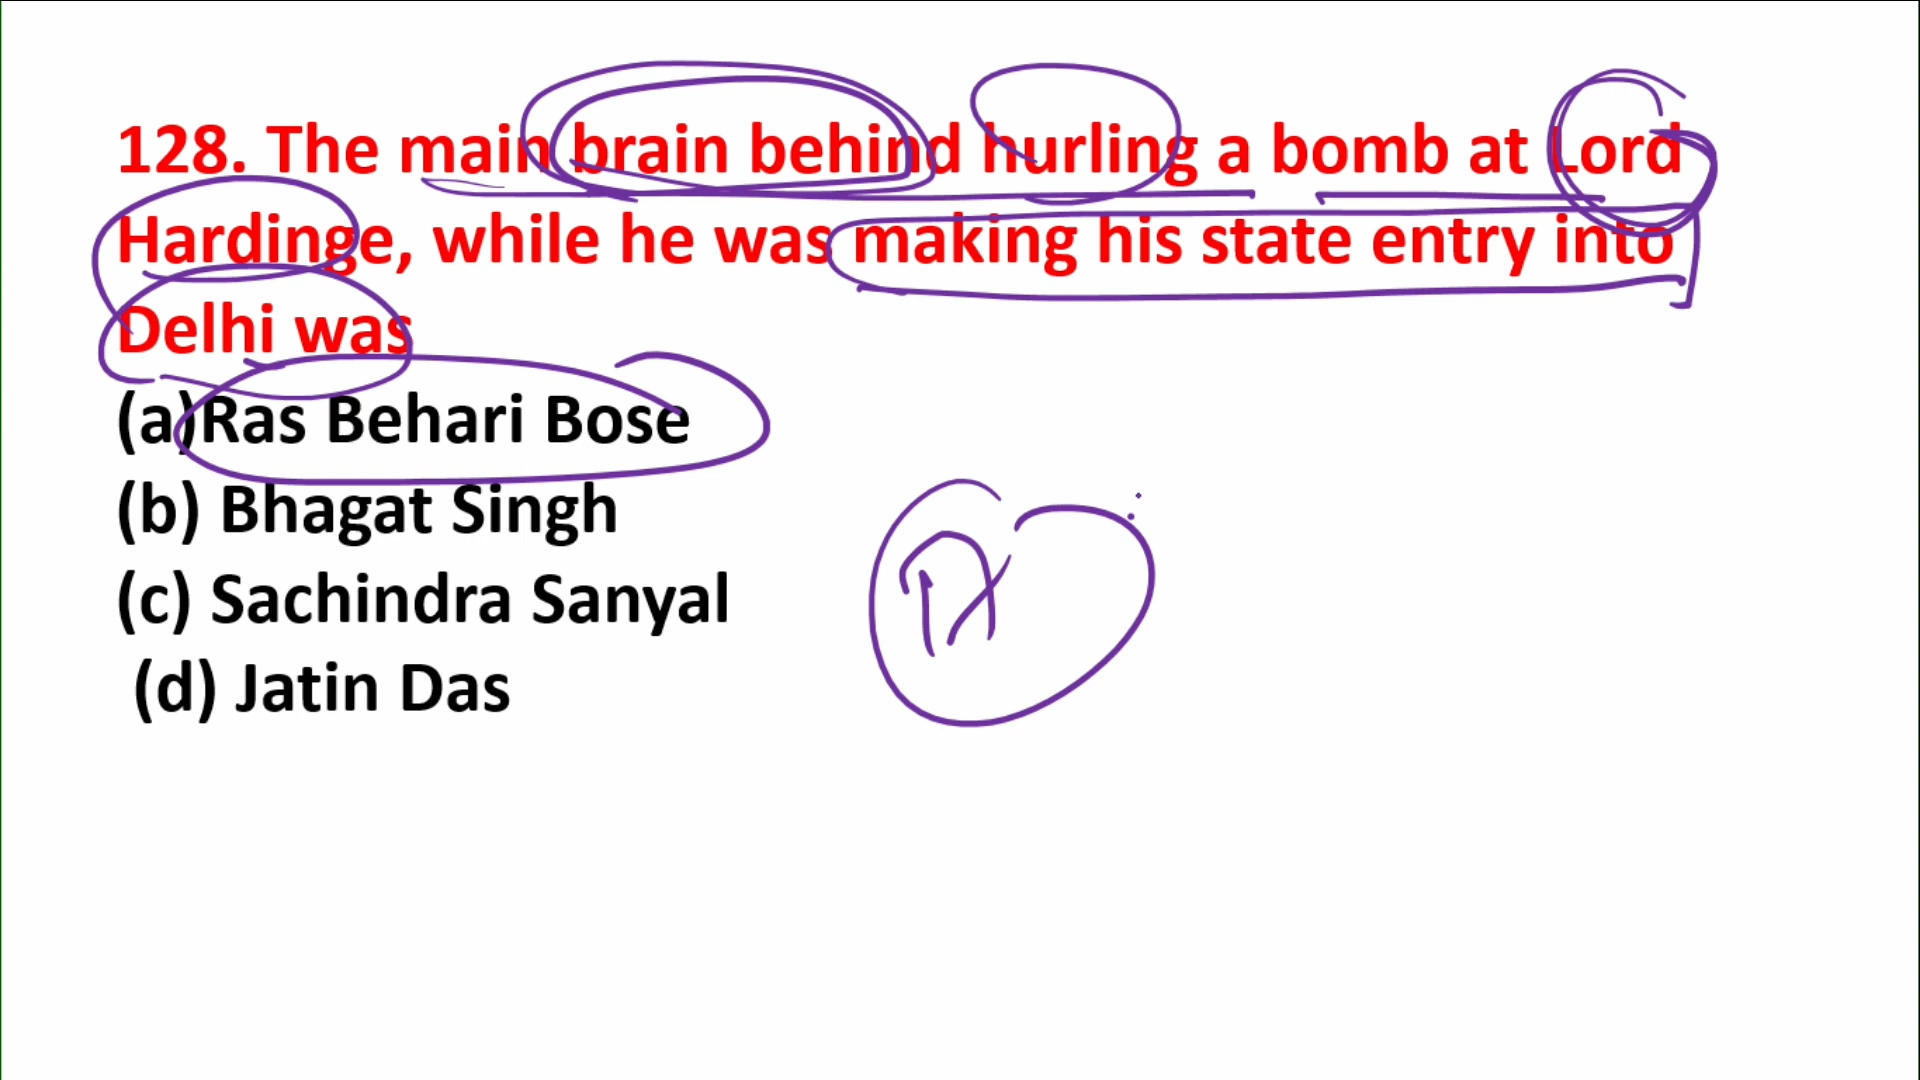 128. The main brain behind hurling a bomb at Lord
Hardinge, while he was making his state entry into
Delhi was
(a)Ras Behari Bose
(b) Bhagat Singh
(c) Sachindra Sanyal
(d) Jatin Das